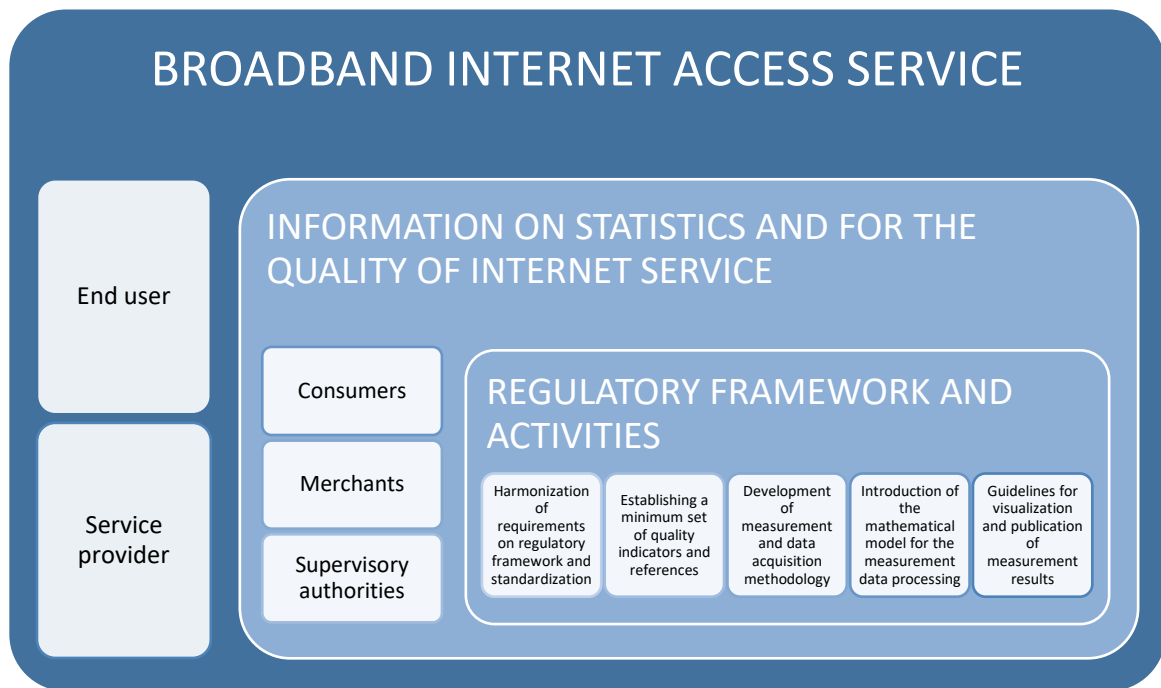 BROADBAND INTERNET ACCESS SERVICE
End user
Service
provider
INFORMATION ON STATISTICS AND FOR THE
QUALITY OF INTERNET SERVICE
Consumers
Merchants
Supervisory
authorities
REGULATORY FRAMEWORK AND
ACTIVITIES
Harmonization
of
requirements
on regulatory
framework and
standardization
Establishing a
minimum set
of quality
indicators and
references
Development
of
measurement
and data
acquisition
methodology
Introduction of
the
mathematical
model for the
measurement
data processing
Guidelines for
visualization
and publication
of
measurement
results